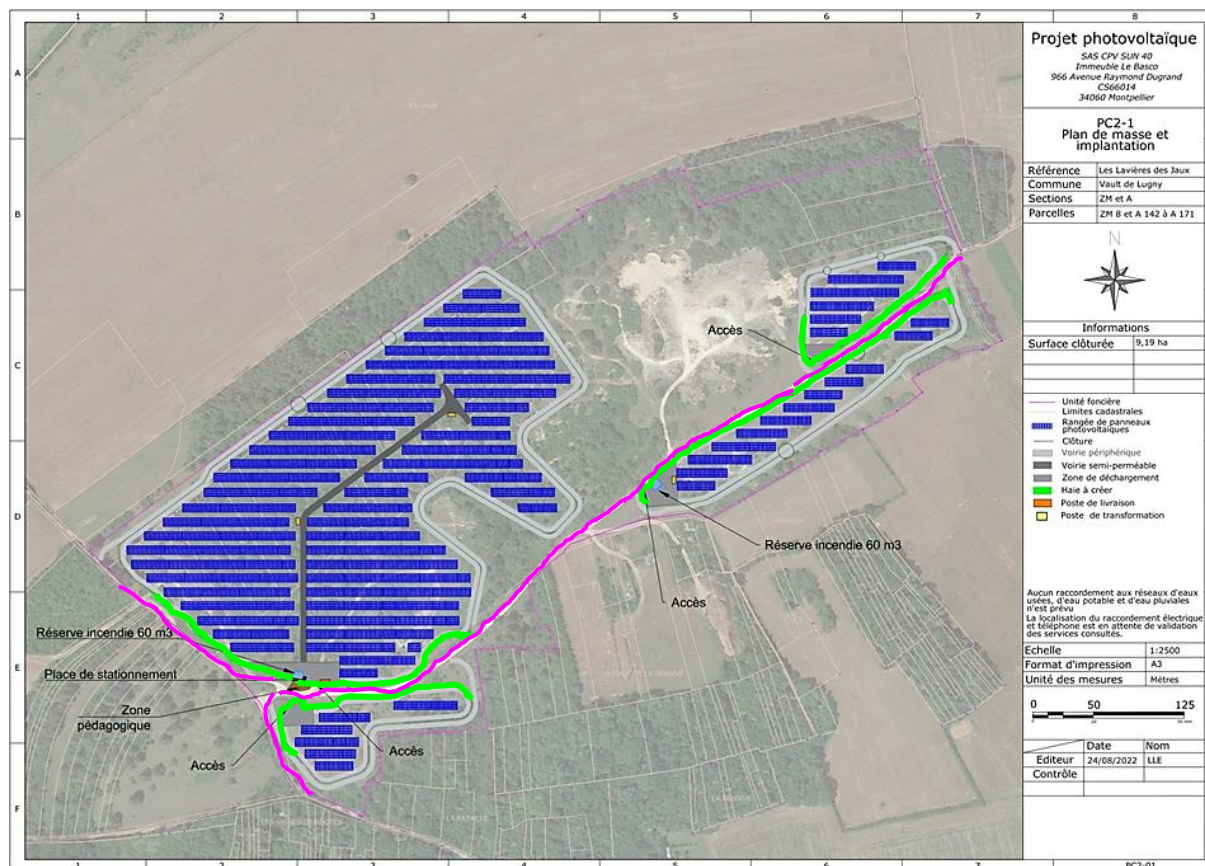 1 2 3 4 5 6 7 8
A
B
C
D
E
F
Accès
Réserve incendie 60 m3
Accès
Réserve incendie 60 m3
Place de stationnement
Zone
pédagogique
Accès
Accès
Projet photovoltaïque
SAS CPV SUN 40
Immeuble Le Basco
966 Avenue Raymond Dugrand
CS66014
34060 Montpellier
PC2-1
Plan de masse et
implantation
Référence Les Lavières des Jaux
Commune Vault de Lugny
Sections ZM et A
Parcelles ZM 8 et A 142 à A 171
N
Informations
Surface clôturée 9,19 ha
Unité foncière
Limites cadastrales
Rangée de panneaux
photovoltaïques
Clôture
Voirie périphérique
Voirie semi-perméable
Zone de déchargement
Haie à créer
Poste de livraison
Poste de transformation
Aucun raccordement aux réseaux d'eaux
usées, d'eau potable et d'eau pluviales
n'est prévu
La localisation du raccordement électrique
et téléphone est en attente de validation
des services consultés.
Echelle 1:2500
Format d'impression A3
Unité des mesures Mètres
0 50 125
Date Nom
Editeur 24/08/2022 LLE
Contrôle
1 2 3 4 5 6 7 PC2-01